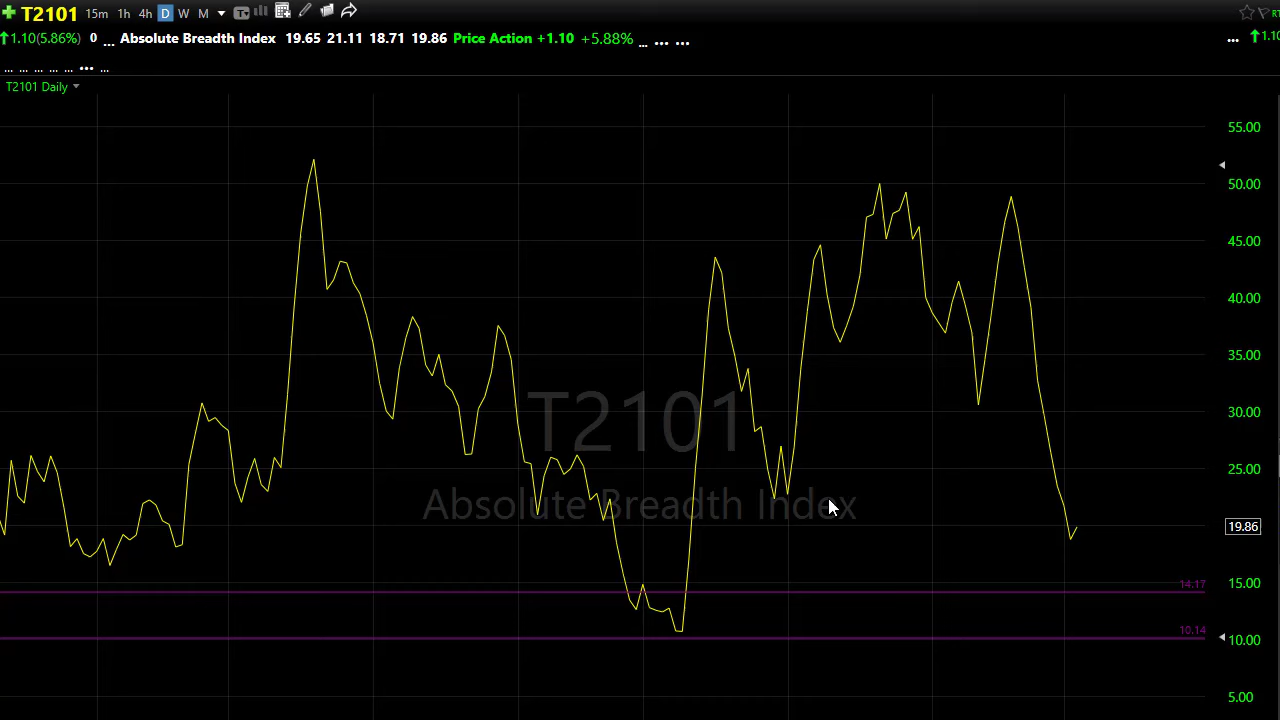 T2101 15m 1h 4h D W M T RT
1.10(5.86%) 0 ... Absolute Breadth Index 19.65 21.11 18.71 19.86 Price Action +1.10 +5.88% ... ... ... ... 1.10
... ... ... ... ... ... ...
T2101 Daily
55.00
50.00
45.00
40.00
35.00
T2101
30.00
25.00
Absolute Breadth Index
19.86
14.17
15.00
10.14
10.00
5.00